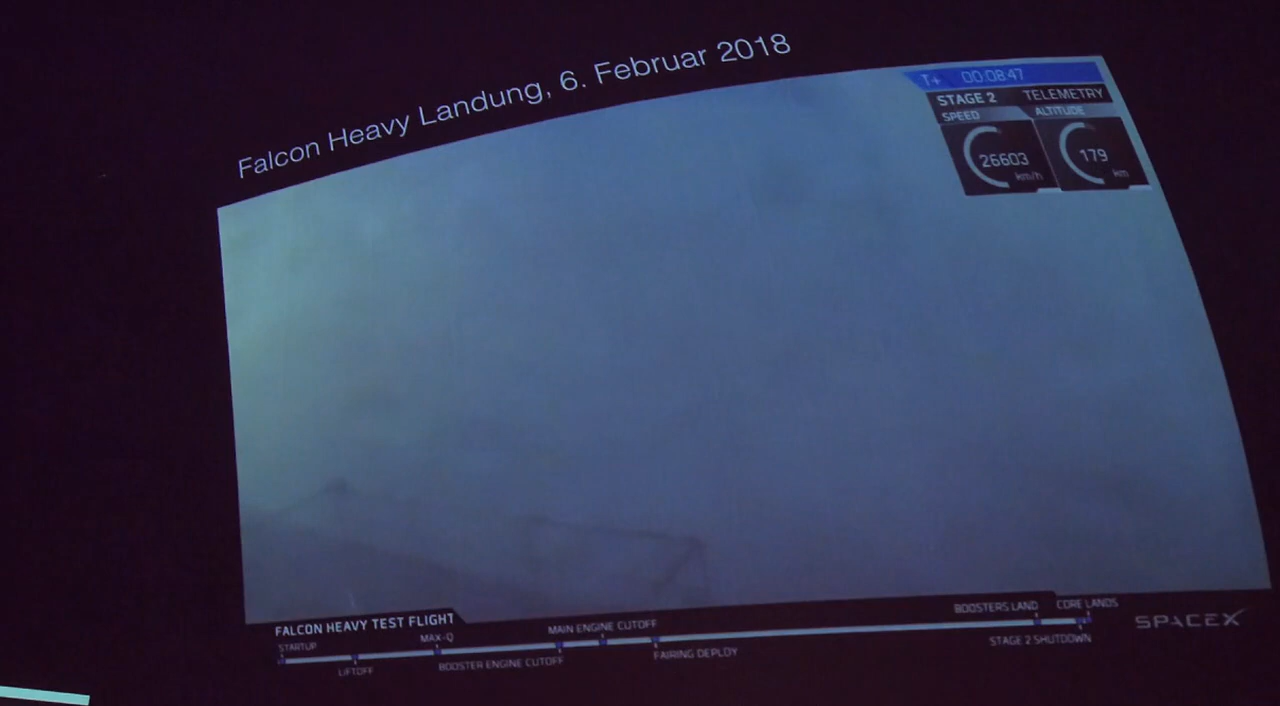 Falcon Heavy Landung, 6. Februar 2018
T+ 00:08:47
STAGE 2 TELEMETRY
SPEED ALTITUDE
26603 179
km/h km
FALCON HEAVY TEST FLIGHT
STARTUP
LIFTOFF
MAX-Q
BOOSTER ENGINE CUTOFF
MAIN ENGINE CUTOFF
FAIRING DEPLOY
BOOSTERS LAND
CORE LANDS
STAGE 2 SHUTDOWN
SPACEX